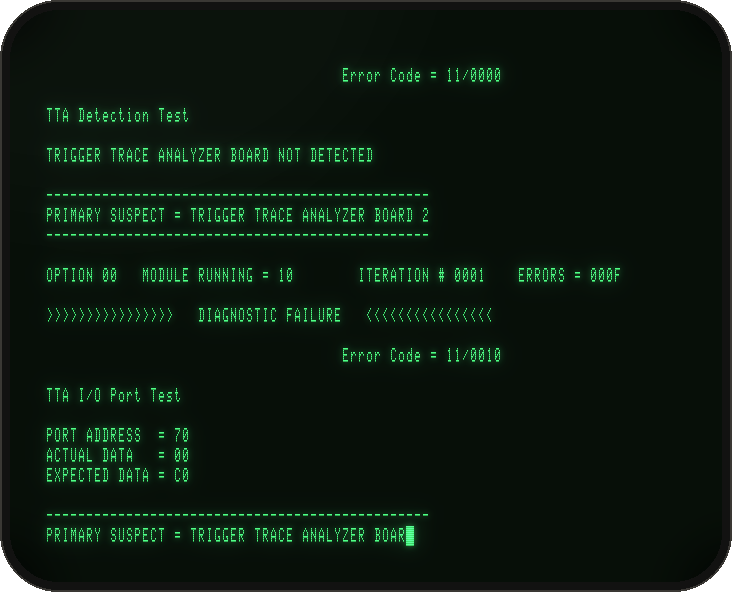 Error Code = 11/0000
TTA Detection Test
TRIGGER TRACE ANALYZER BOARD NOT DETECTED
------------------------------------------------
PRIMARY SUSPECT = TRIGGER TRACE ANALYZER BOARD 2
------------------------------------------------
OPTION 00   MODULE RUNNING = 10        ITERATION # 0001    ERRORS = 000F
>>>>>>>>>>>>>>>>   DIAGNOSTIC FAILURE   <<<<<<<<<<<<<<<<
Error Code = 11/0010
TTA I/O Port Test
PORT ADDRESS  = 70
ACTUAL DATA   = 00
EXPECTED DATA = C0
------------------------------------------------
PRIMARY SUSPECT = TRIGGER TRACE ANALYZER BOAR